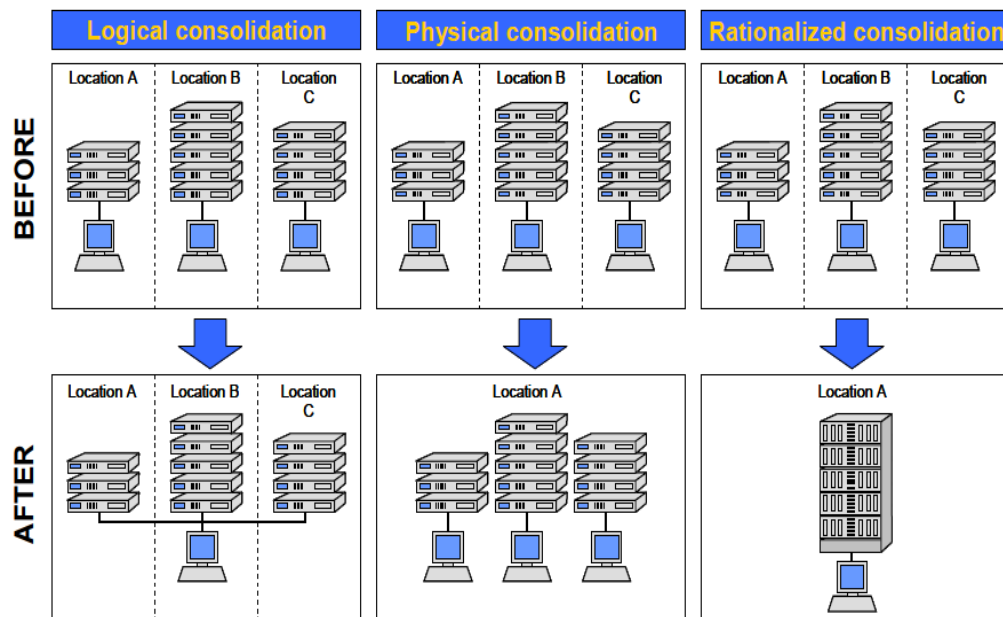 Logical consolidation
Physical consolidation
Rationalized consolidation
BEFORE
Location A
Location B
Location
C
Location A
Location B
Location
C
Location A
Location B
Location
C
AFTER
Location A
Location B
Location
C
Location A
Location A